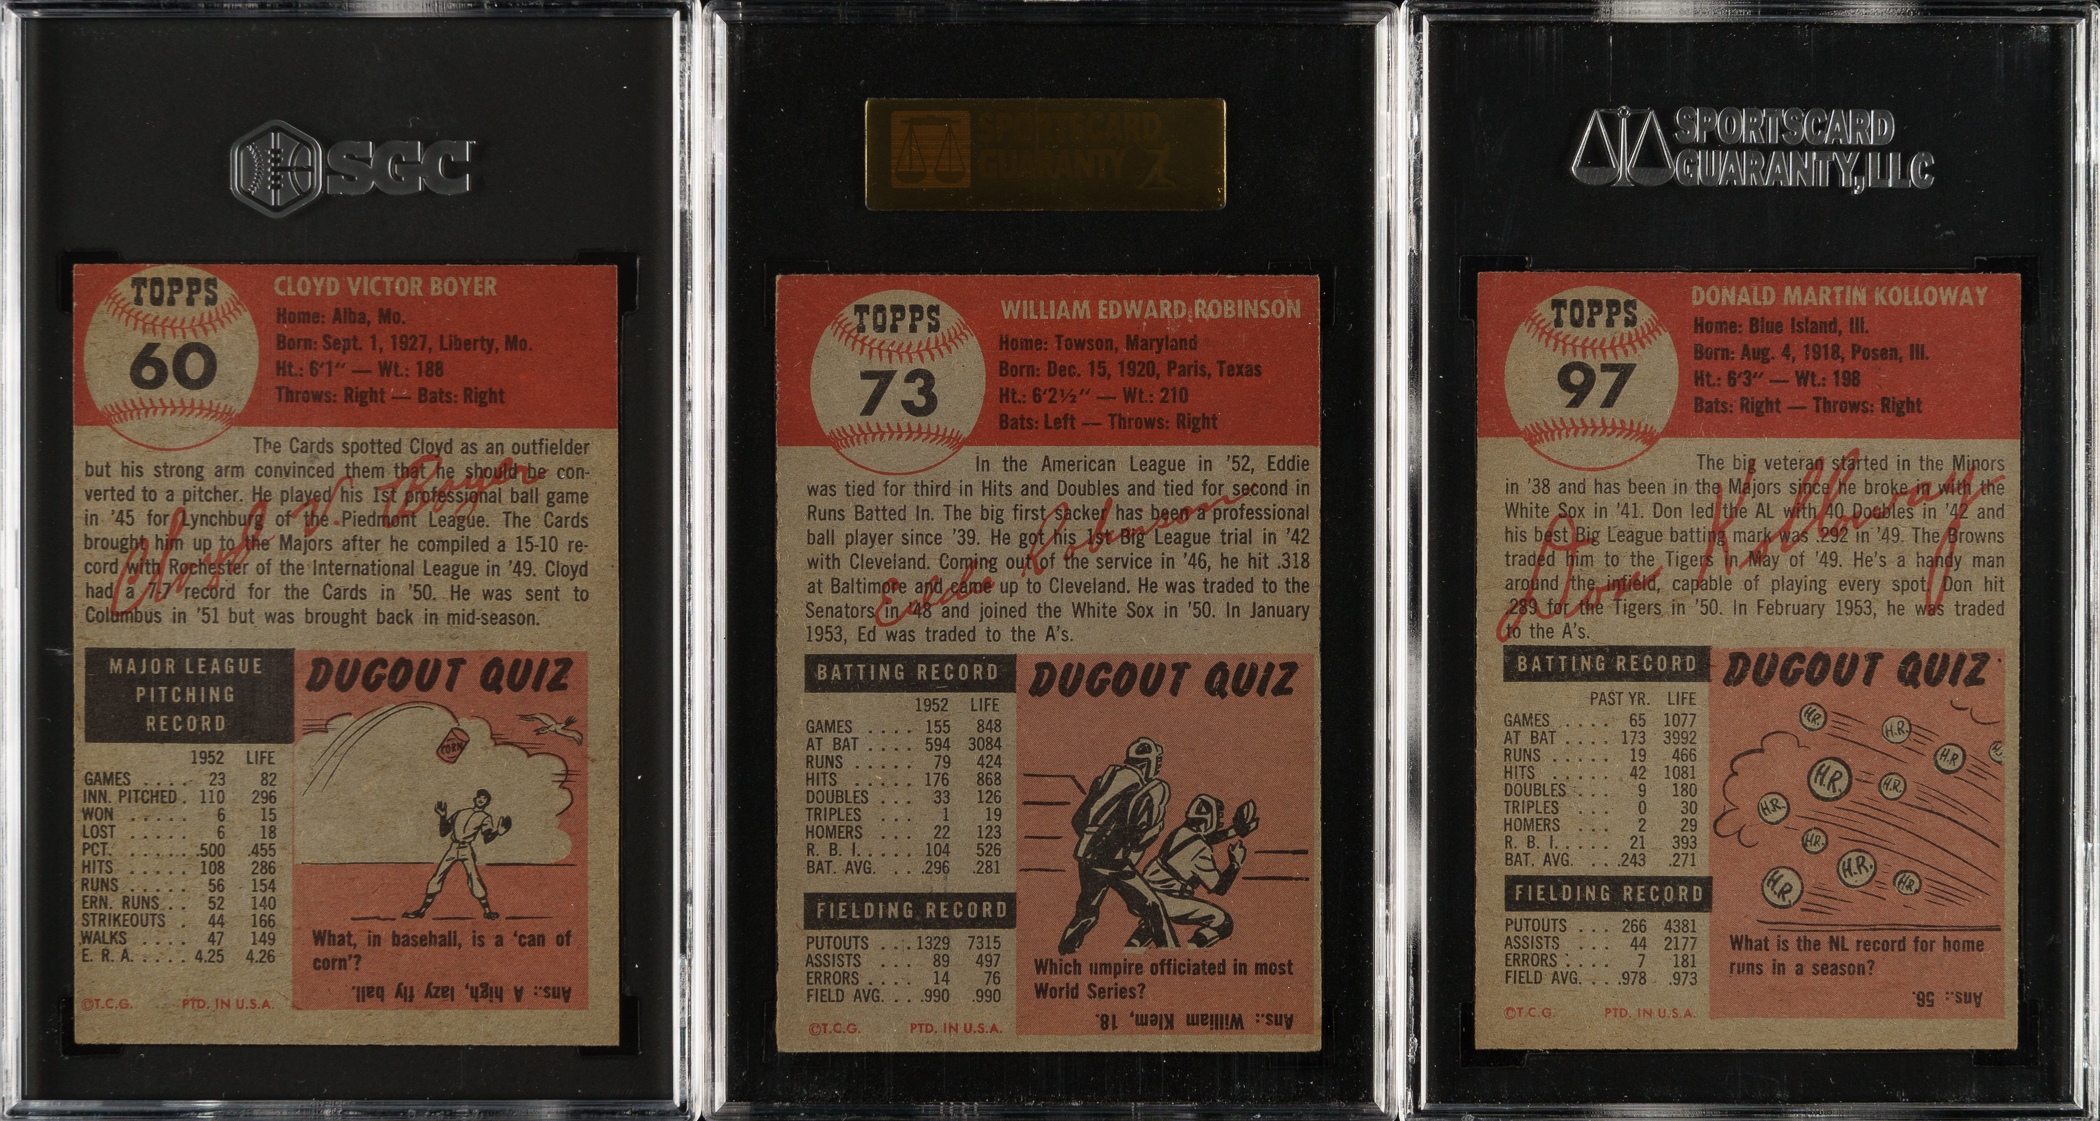 SGC
TOPPS
60
CLOYD VICTOR BOYER
Home: Alba, Mo.
Born: Sept. 1, 1927, Liberty, Mo.
Ht.: 6'1" — Wt.: 188
Throws: Right — Bats: Right
The Cards spotted Cloyd as an outfielder
but his strong arm convinced them that he should be con-
verted to a pitcher. He played his 1st professional ball game
in '45 for Lynchburg of the Piedmont League. The Cards
brought him up to the Majors after he compiled a 15-10 re-
cord with Rochester of the International League in '49. Cloyd
had a 7-7 record for the Cards in '50. He was sent to
Columbus in '51 but was brought back in mid-season.
Cloyd V. Boyer
MAJOR LEAGUE
PITCHING
RECORD
1952 LIFE
GAMES .... 23 82
INN. PITCHED . 110 296
WON ..... 6 15
LOST ..... 6 18
PCT. ..... .500 .455
HITS ..... 108 286
RUNS ..... 56 154
ERN. RUNS .. 52 140
STRIKEOUTS . 44 166
WALKS .... 47 149
E. R. A. .... 4.25 4.26
©T.C.G. PTD. IN U.S.A.
DUGOUT QUIZ
CORN
What, in baseball, is a 'can of
corn'?
Ans.: A high, lazy fly ball.
SPORTSCARD
GUARANTY
TOPPS
73
WILLIAM EDWARD ROBINSON
Home: Towson, Maryland
Born: Dec. 15, 1920, Paris, Texas
Ht.: 6'2½" — Wt.: 210
Bats: Left — Throws: Right
In the American League in '52, Eddie
was tied for third in Hits and Doubles and tied for second in
Runs Batted In. The big first sacker has been a professional
ball player since '39. He got his 1st Big League trial in '42
with Cleveland. Coming out of the service in '46, he hit .318
at Baltimore and came up to Cleveland. He was traded to the
Senators in '48 and joined the White Sox in '50. In January
1953, Ed was traded to the A's.
Eddie Robinson
BATTING RECORD
1952 LIFE
GAMES .... 155 848
AT BAT .... 594 3084
RUNS .... 79 424
HITS .... 176 868
DOUBLES ... 33 126
TRIPLES ... 1 19
HOMERS ... 22 123
R. B. I. .... 104 526
BAT. AVG. ... .296 .281
FIELDING RECORD
PUTOUTS ... 1329 7315
ASSISTS ... 89 497
ERRORS ... 14 76
FIELD AVG. ... .990 .990
©T.C.G. PTD. IN U.S.A.
DUGOUT QUIZ
Which umpire officiated in most
World Series?
Ans.: William Klem, 18.
SPORTSCARD
GUARANTY, LLC
TOPPS
97
DONALD MARTIN KOLLOWAY
Home: Blue Island, Ill.
Born: Aug. 4, 1918, Posen, Ill.
Ht.: 6'3" — Wt.: 198
Bats: Right — Throws: Right
The big veteran started in the Minors
in '38 and has been in the Majors since he broke in with the
White Sox in '41. Don led the AL with 40 Doubles in '42 and
his best Big League batting mark was .292 in '49. The Browns
traded him to the Tigers in May of '49. He's a handy man
around the infield, capable of playing every spot. Don hit
.289 for the Tigers in '50. In February 1953, he was traded
to the A's.
Don Kolloway
BATTING RECORD
PAST YR. LIFE
GAMES .... 65 1077
AT BAT .... 173 3992
RUNS .... 19 466
HITS .... 42 1081
DOUBLES ... 9 180
TRIPLES ... 0 30
HOMERS ... 2 29
R. B. I. .... 21 393
BAT. AVG. ... .243 .271
FIELDING RECORD
PUTOUTS ... 266 4381
ASSISTS ... 44 2177
ERRORS ... 7 181
FIELD AVG. ... .978 .973
©T.C.G. PTD. IN U.S.A.
DUGOUT QUIZ
H.R.
H.R.
H.R.
H.R.
H.R.
H.R.
H.R.
H.R.
H.R.
H.R.
H.R.
What is the NL record for home
runs in a season?
Ans.: 56.